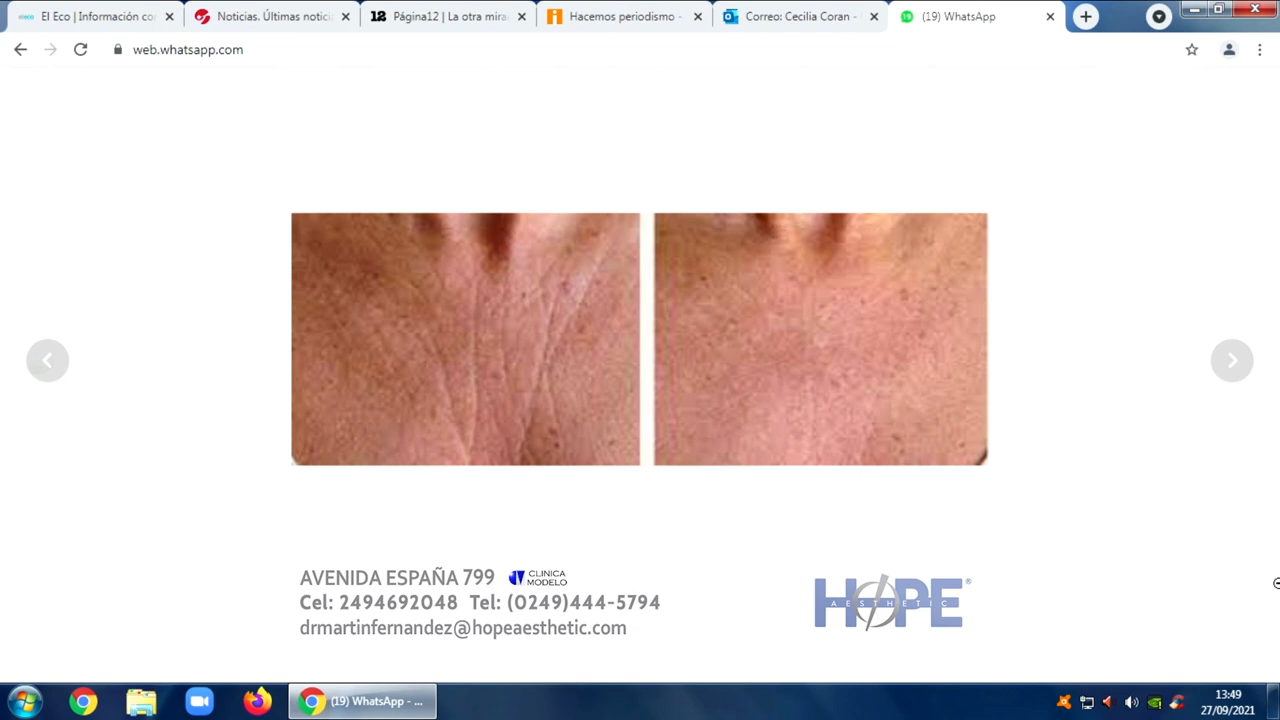 El Eco | Información co
Noticias. Últimas notici
12 Página12 | La otra mira
Hacemos periodismo -
Correo: Cecilia Coran -
(19) WhatsApp
web.whatsapp.com
AVENIDA ESPAÑA 799 CLINICA MODELO
Cel: 2494692048 Tel: (0249)444-5794
drmartinfernandez@hopeaesthetic.com
HOPE®
AESTHETIC
(19) WhatsApp - ...
13:49
27/09/2021